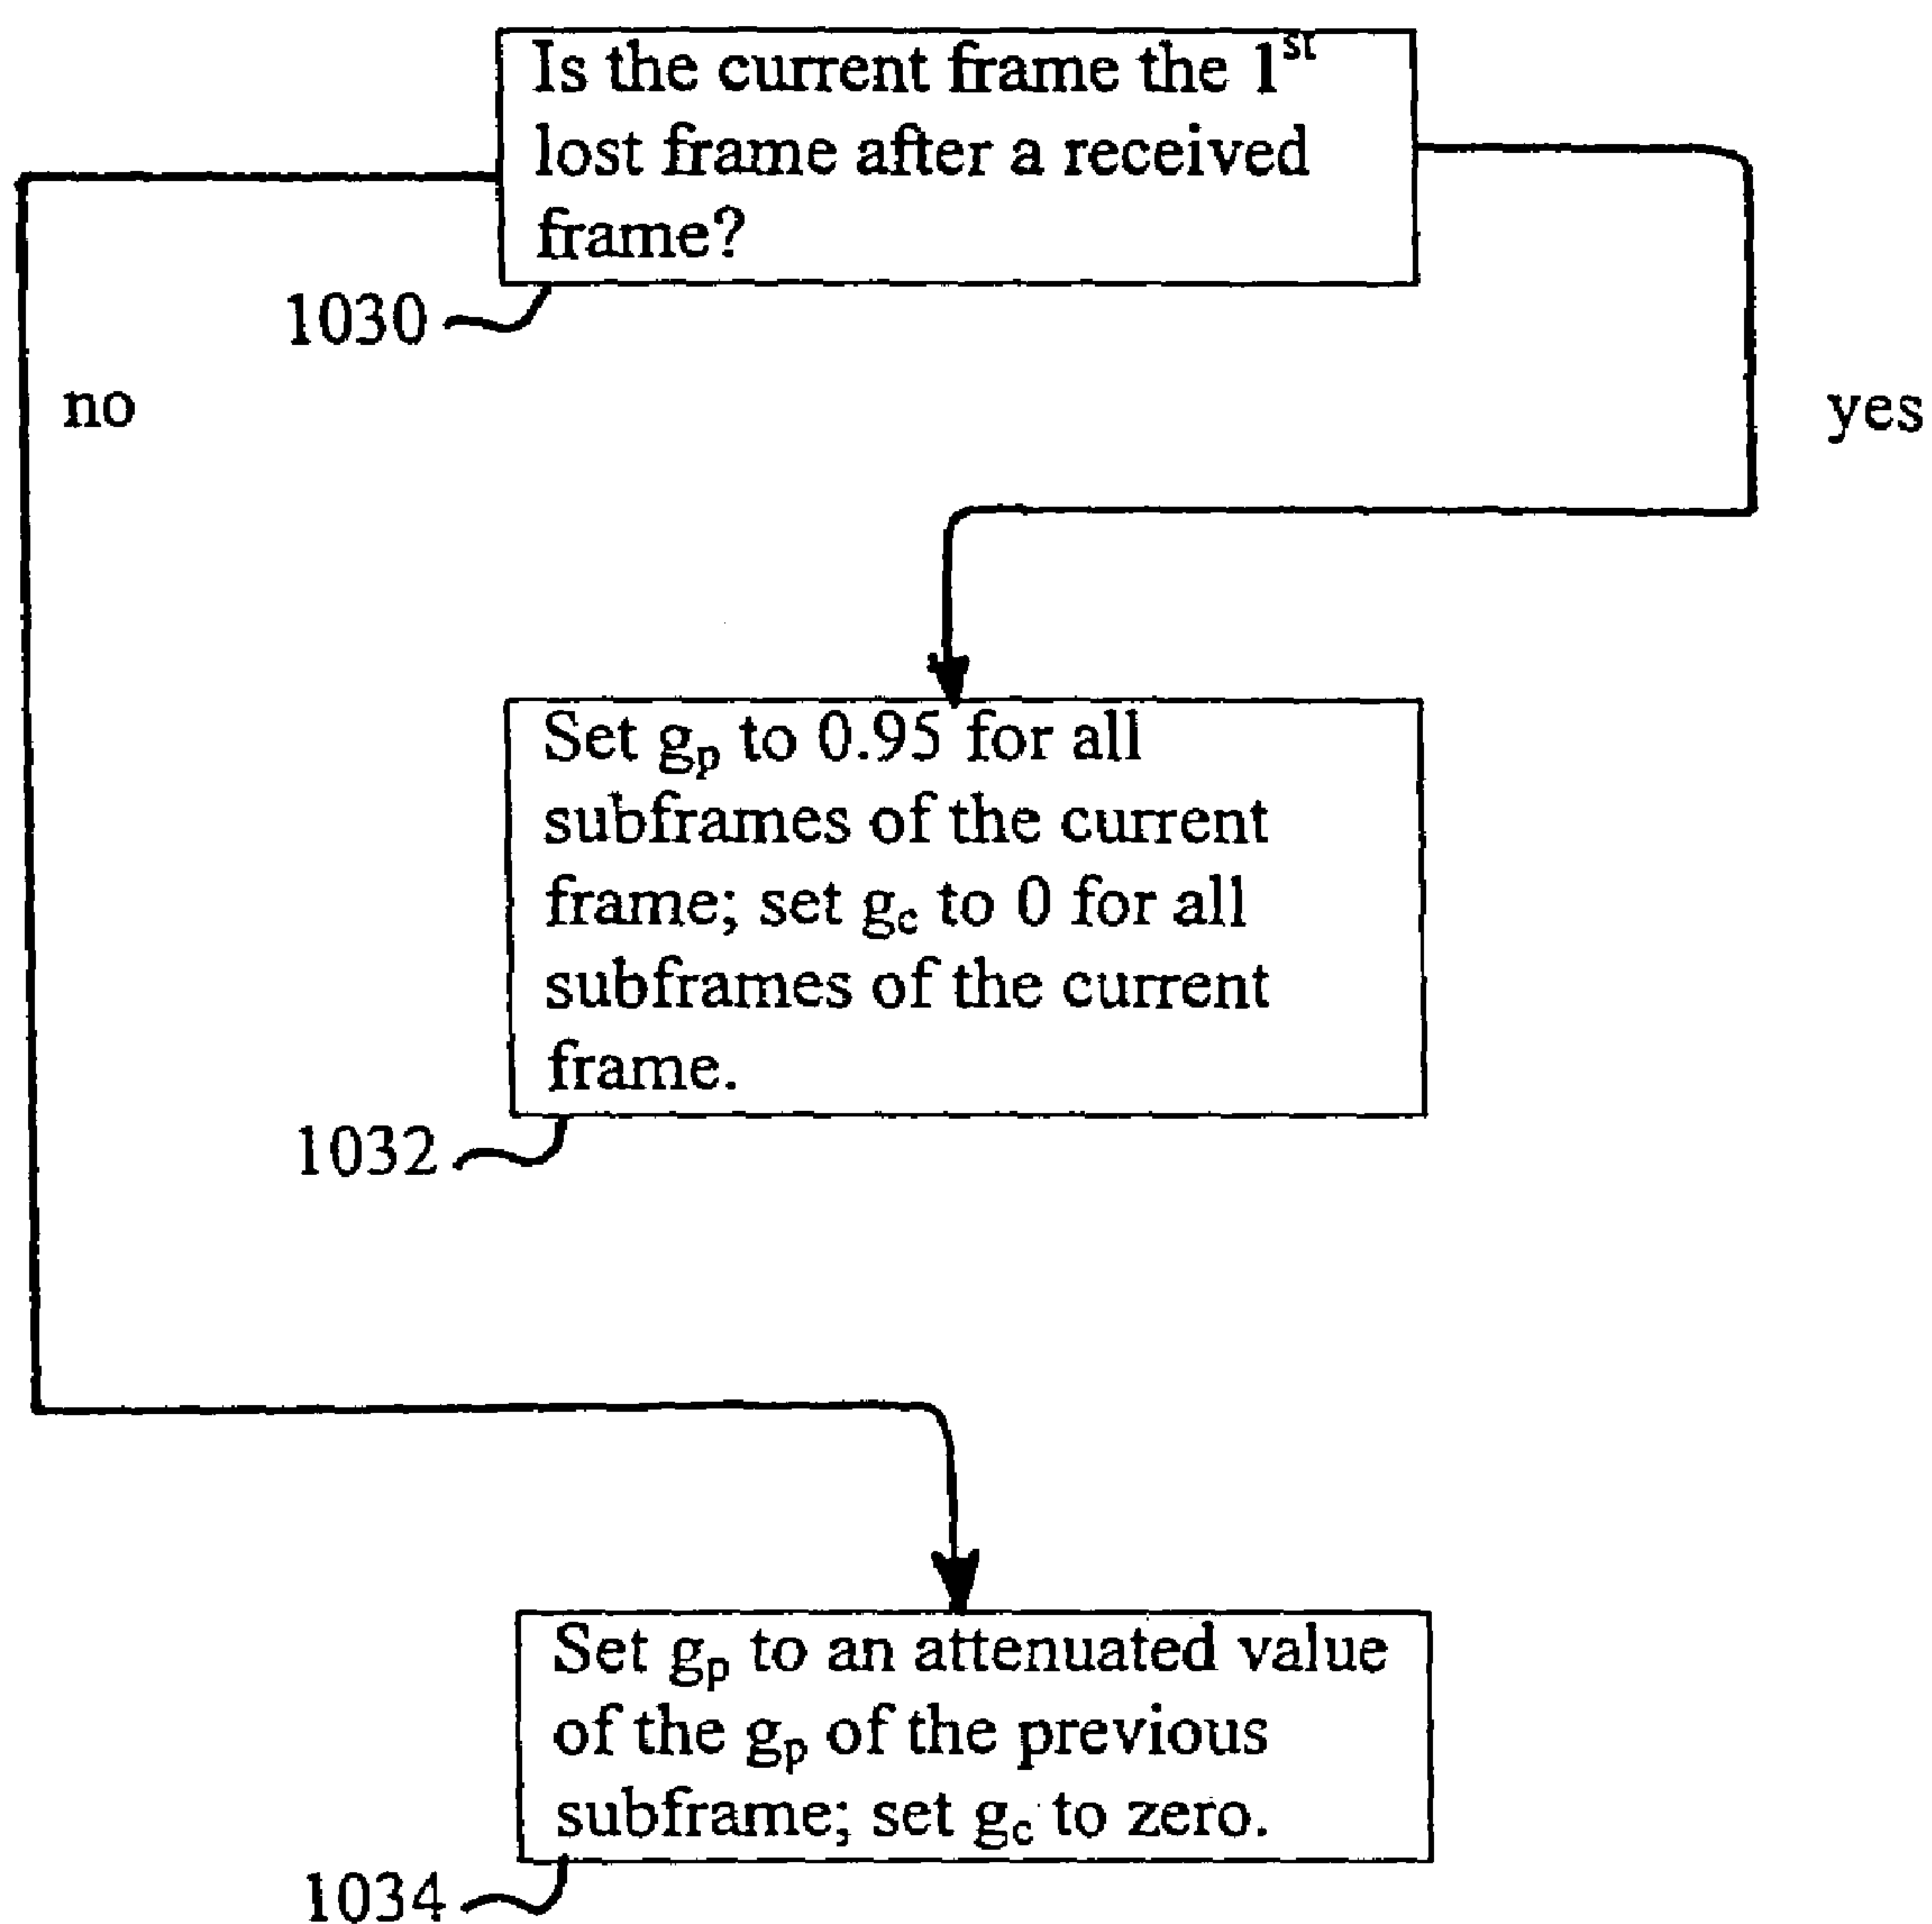 Is the current frame the 1st
lost frame after a received
frame?
1030
no
yes
Set gp to 0.95 for all
subframes of the current
frame; set gc to 0 for all
subframes of the current
frame.
1032
Set gp to an attenuated value
of the gp of the previous
subframe; set gc to zero.
1034